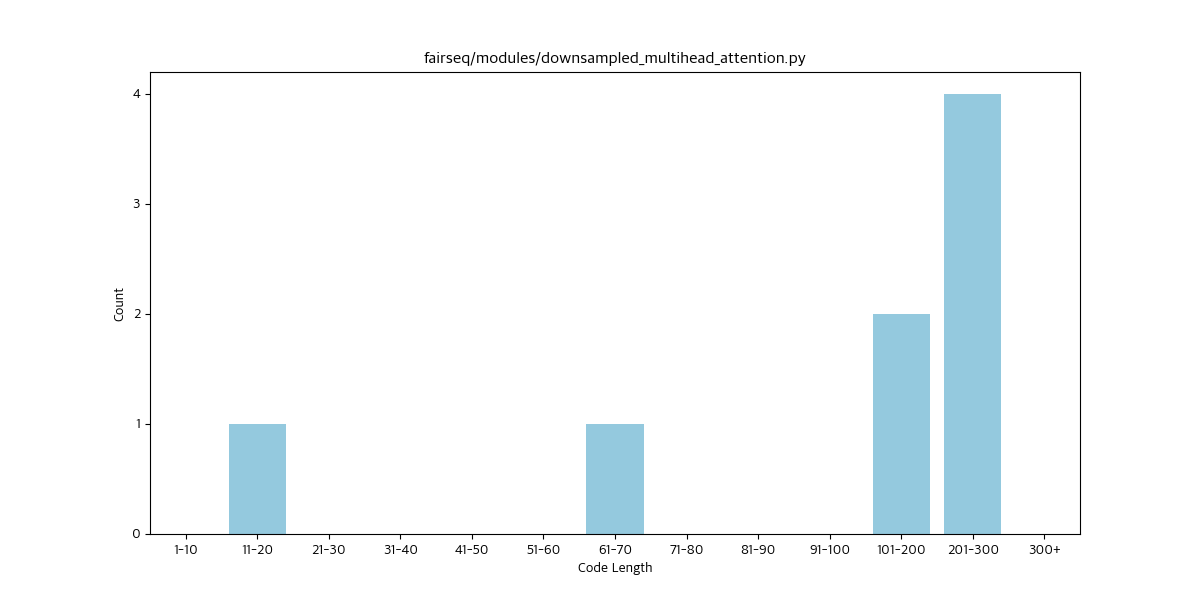 fairseq/modules/downsampled_multihead_attention.py
4
3
2
1
0
Count
1-10 11-20 21-30 31-40 41-50 51-60 61-70 71-80 81-90 91-100 101-200 201-300 300+
Code Length